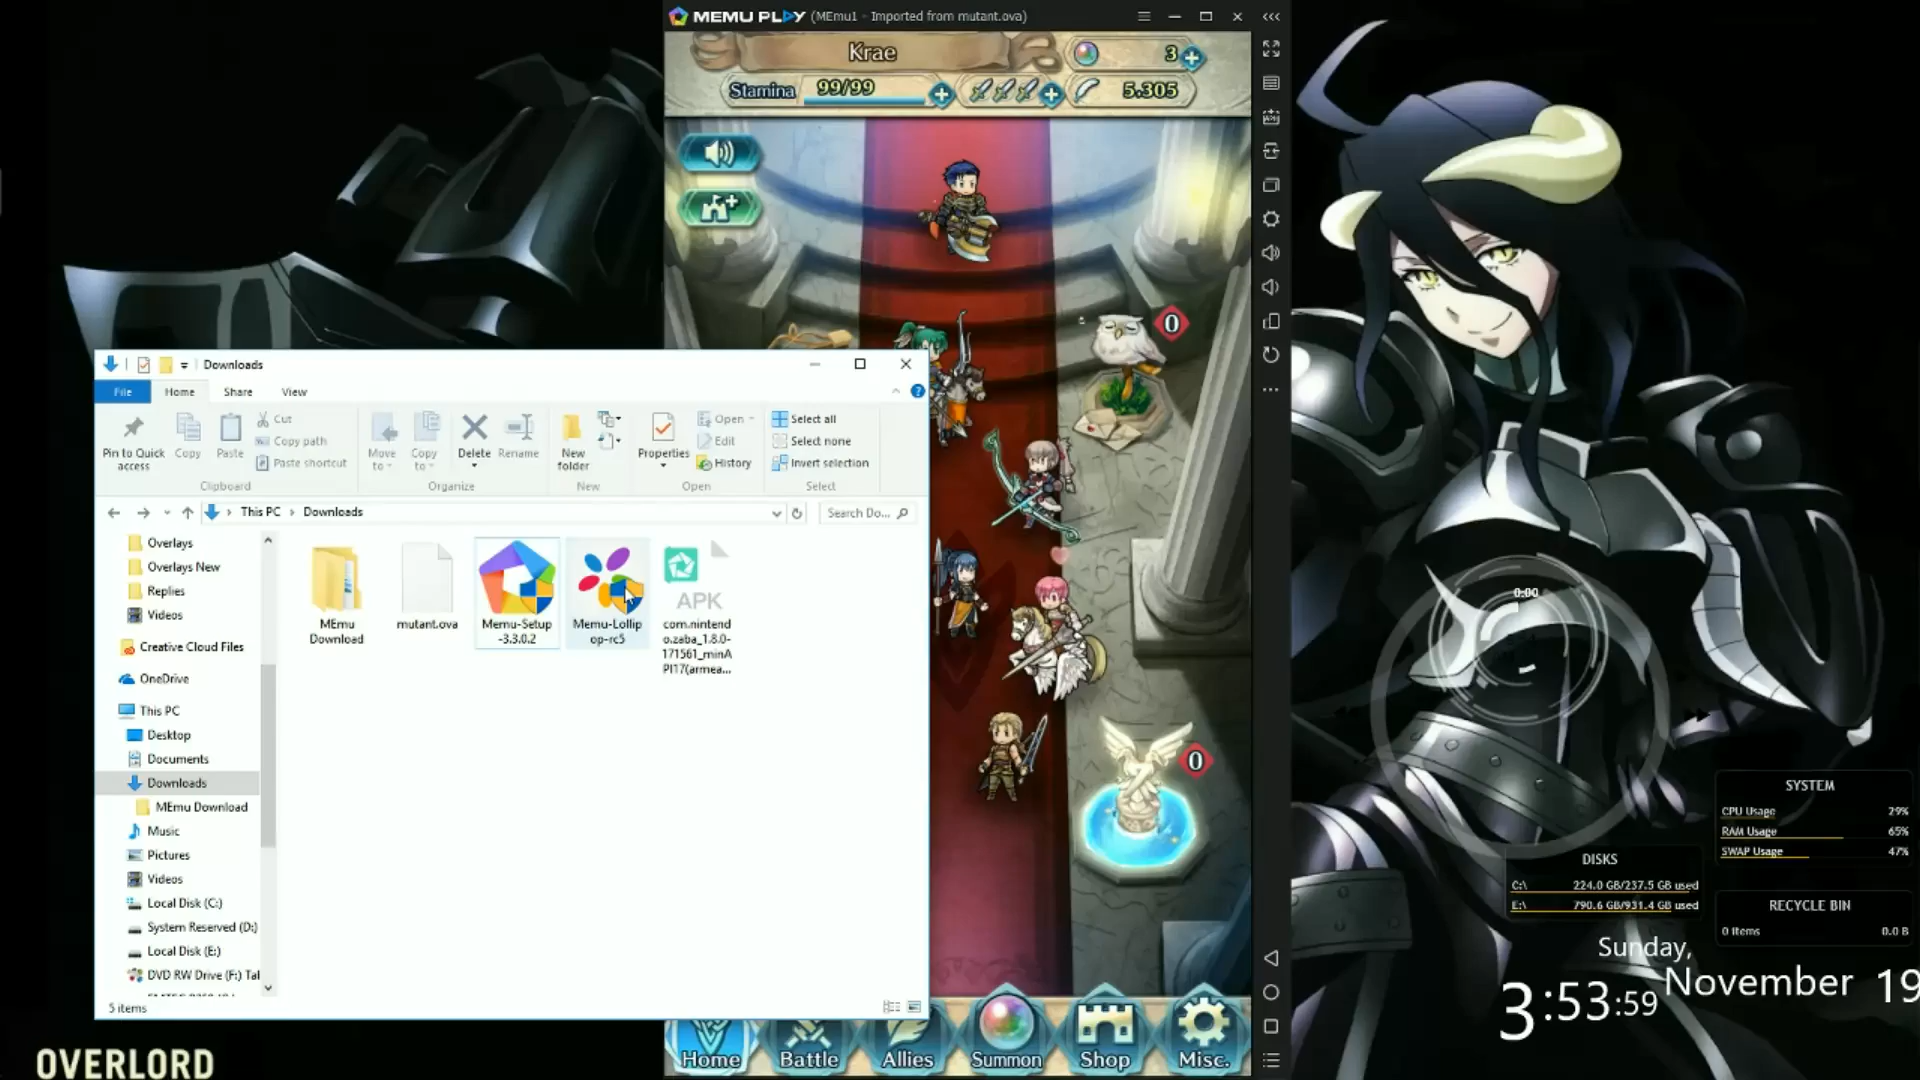 MEMU PLAY (MEmu1 - Imported from mutant.ova)
Krae
3
Stamina 99/99
5.305
0
Downloads
File Home Share View
Pin to Quick access
Copy
Paste
Cut
Copy path
Paste shortcut
Clipboard
Move to
Copy to
Delete
Rename
Organize
New folder
New
Properties
Open
Edit
History
Open
Select all
Select none
Invert selection
Select
This PC Downloads
Search Do...
Overlays
Overlays New
Replies
Videos
Creative Cloud Files
OneDrive
This PC
Desktop
Documents
Downloads
MEmu Download
Music
Pictures
Videos
Local Disk (C:)
System Reserved (D:)
Local Disk (E:)
DVD RW Drive (F:) Tal
MEmu
Download
mutant.ova
Memu-Setup
-3.3.0.2
Memu-Lollip
op-rc5
APK
com.nintend
o.zaba_1.8.0-
171561_minA
PI17(armea...
5 items
0
Home
Battle
Allies
Summon
Shop
Misc.
0:00
SYSTEM
CPU Usage 29%
RAM Usage 65%
SWAP Usage 47%
DISKS
C:\ 224.0 GB/237.5 GB used
E:\ 790.6 GB/931.4 GB used
RECYCLE BIN
0 Items 0.0 B
Sunday,
November 19
3:53:59
OVERLORD